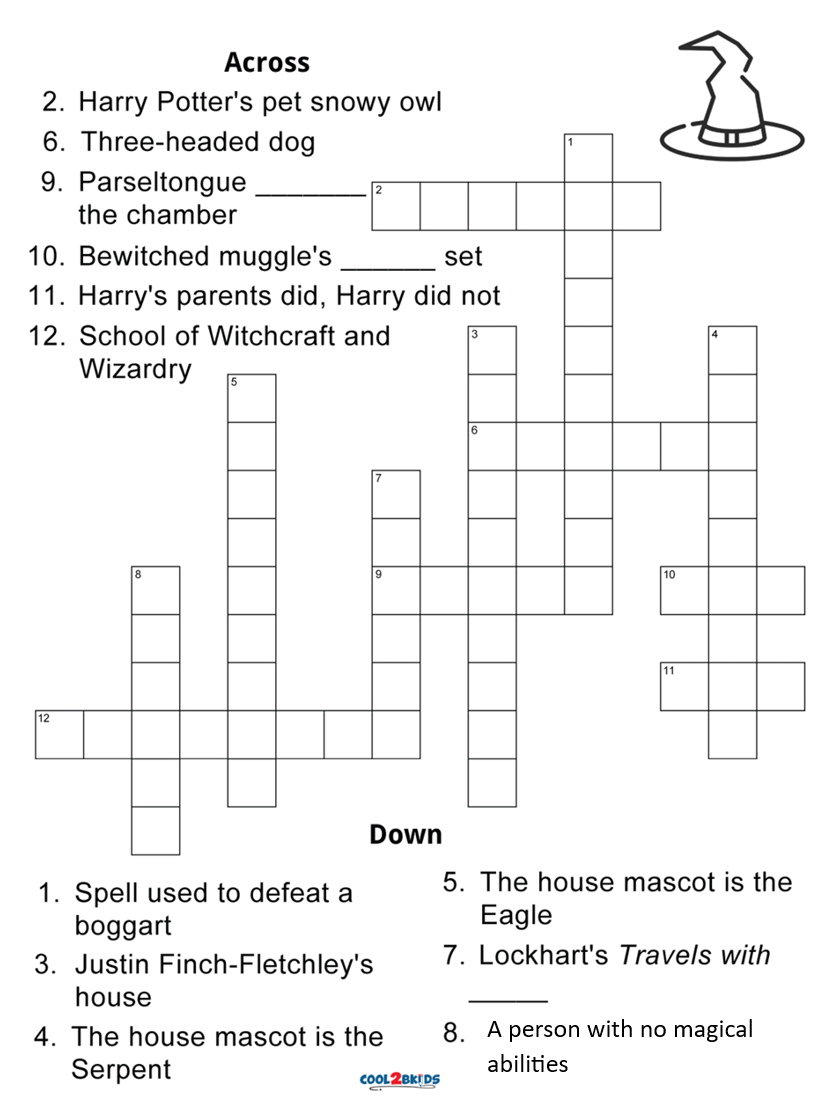 Across
2. Harry Potter's pet snowy owl
6. Three-headed dog
9. Parseltongue _______
the chamber
10. Bewitched muggle's ______ set
11. Harry's parents did, Harry did not
12. School of Witchcraft and
Wizardry
1
2
3
4
5
6
7
8
9
10
11
12
Down
1. Spell used to defeat a
boggart
3. Justin Finch-Fletchley's
house
4. The house mascot is the
Serpent
5. The house mascot is the
Eagle
7. Lockhart's Travels with
_____
8. A person with no magical
abilities
COOL2BKIDS